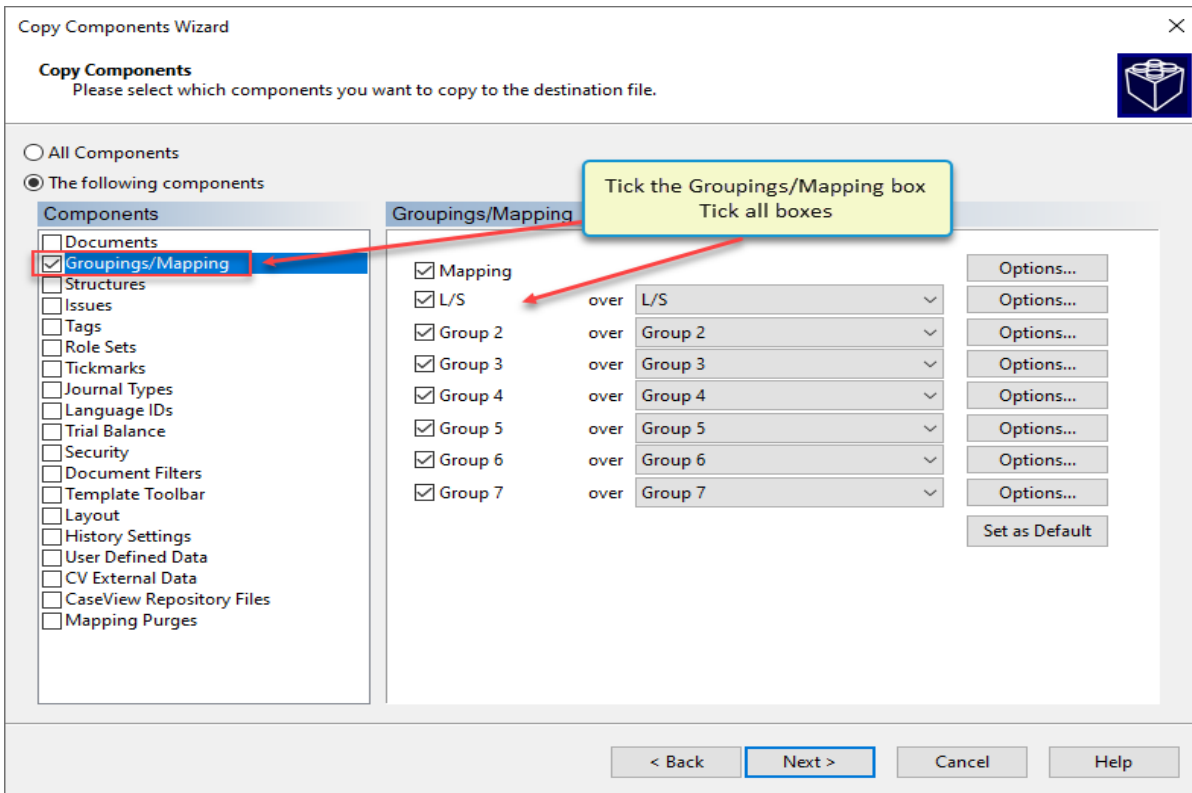 Copy Components Wizard
Copy Components
Please select which components you want to copy to the destination file.
All Components
The following components
Tick the Groupings/Mapping box
Tick all boxes
Components
Documents
Groupings/Mapping
Structures
Issues
Tags
Role Sets
Tickmarks
Journal Types
Language IDs
Trial Balance
Security
Document Filters
Template Toolbar
Layout
History Settings
User Defined Data
CV External Data
CaseView Repository Files
Mapping Purges
Groupings/Mapping
Mapping Options...
L/S over L/S Options...
Group 2 over Group 2 Options...
Group 3 over Group 3 Options...
Group 4 over Group 4 Options...
Group 5 over Group 5 Options...
Group 6 over Group 6 Options...
Group 7 over Group 7 Options...
Set as Default
< Back Next > Cancel Help